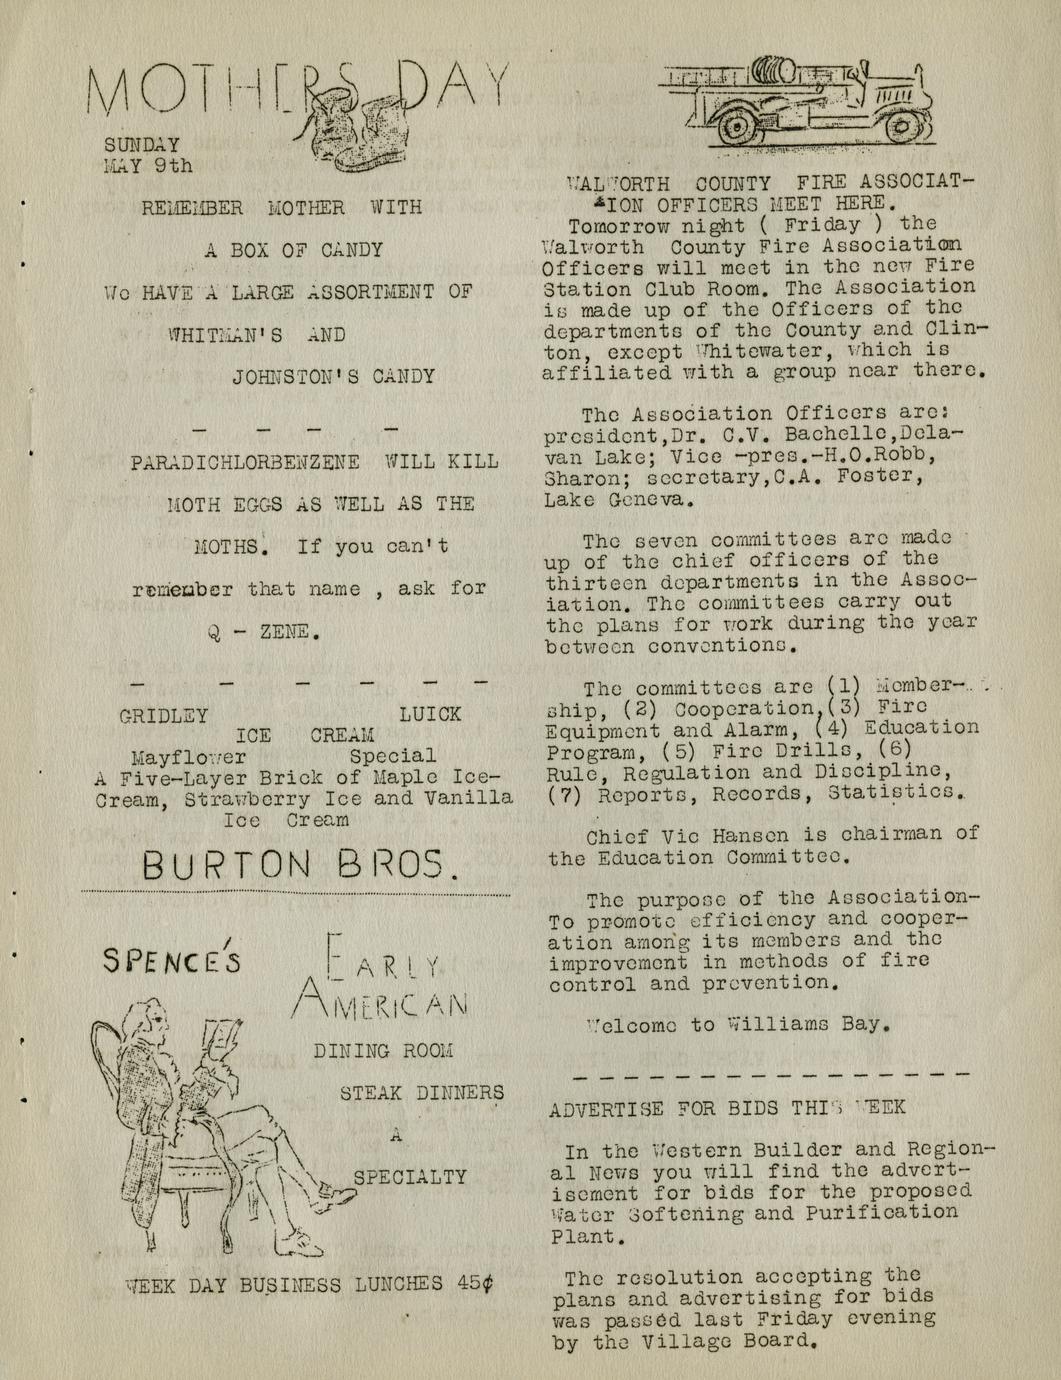 MOTHERS DAY
SUNDAY
MAY 9th
REMEMBER MOTHER WITH
A BOX OF CANDY
We HAVE A LARGE ASSORTMENT OF
WHITMAN'S AND
JOHNSTON'S CANDY
- - - -
PARADICHLORBENZENE WILL KILL
MOTH EGGS AS WELL AS THE
MOTHS. If you can't
remember that name , ask for
Q - ZENE.
- - - - - -
GRIDLEY LUICK
ICE CREAM
Mayflower Special
A Five-Layer Brick of Maple Ice-
Cream, Strawberry Ice and Vanilla
Ice Cream
BURTON BROS.
SPENCE'S
EARLY
AMERICAN
DINING ROOM
STEAK DINNERS
A
SPECIALTY
WEEK DAY BUSINESS LUNCHES 45¢
WALWORTH COUNTY FIRE ASSOCIAT-
ION OFFICERS MEET HERE.
Tomorrow night ( Friday ) the
Walworth County Fire Association
Officers will meet in the new Fire
Station Club Room. The Association
is made up of the Officers of the
departments of the County and Clin-
ton, except Whitewater, which is
affiliated with a group near there.
The Association Officers are:
president,Dr. C.V. Bachelle,Dela-
van Lake; Vice -pres.-H.O.Robb,
Sharon; secretary,C.A. Foster,
Lake Geneva.
The seven committees are made
up of the chief officers of the
thirteen departments in the Assoc-
iation. The committees carry out
the plans for work during the year
between conventions.
The committees are (1) Member-
ship, (2) Cooperation,(3) Fire
Equipment and Alarm, (4) Education
Program, (5) Fire Drills, (6)
Rule, Regulation and Discipline,
(7) Reports, Records, Statistics.
Chief Vic Hansen is chairman of
the Education Committee.
The purpose of the Association-
To promote efficiency and cooper-
ation among its members and the
improvement in methods of fire
control and prevention.
Welcome to Williams Bay.
- - - - - - - - - - - - - - - -
ADVERTISE FOR BIDS THIS WEEK
In the Western Builder and Region-
al News you will find the advert-
isement for bids for the proposed
Water Softening and Purification
Plant.
The resolution accepting the
plans and advertising for bids
was passed last Friday evening
by the Village Board.